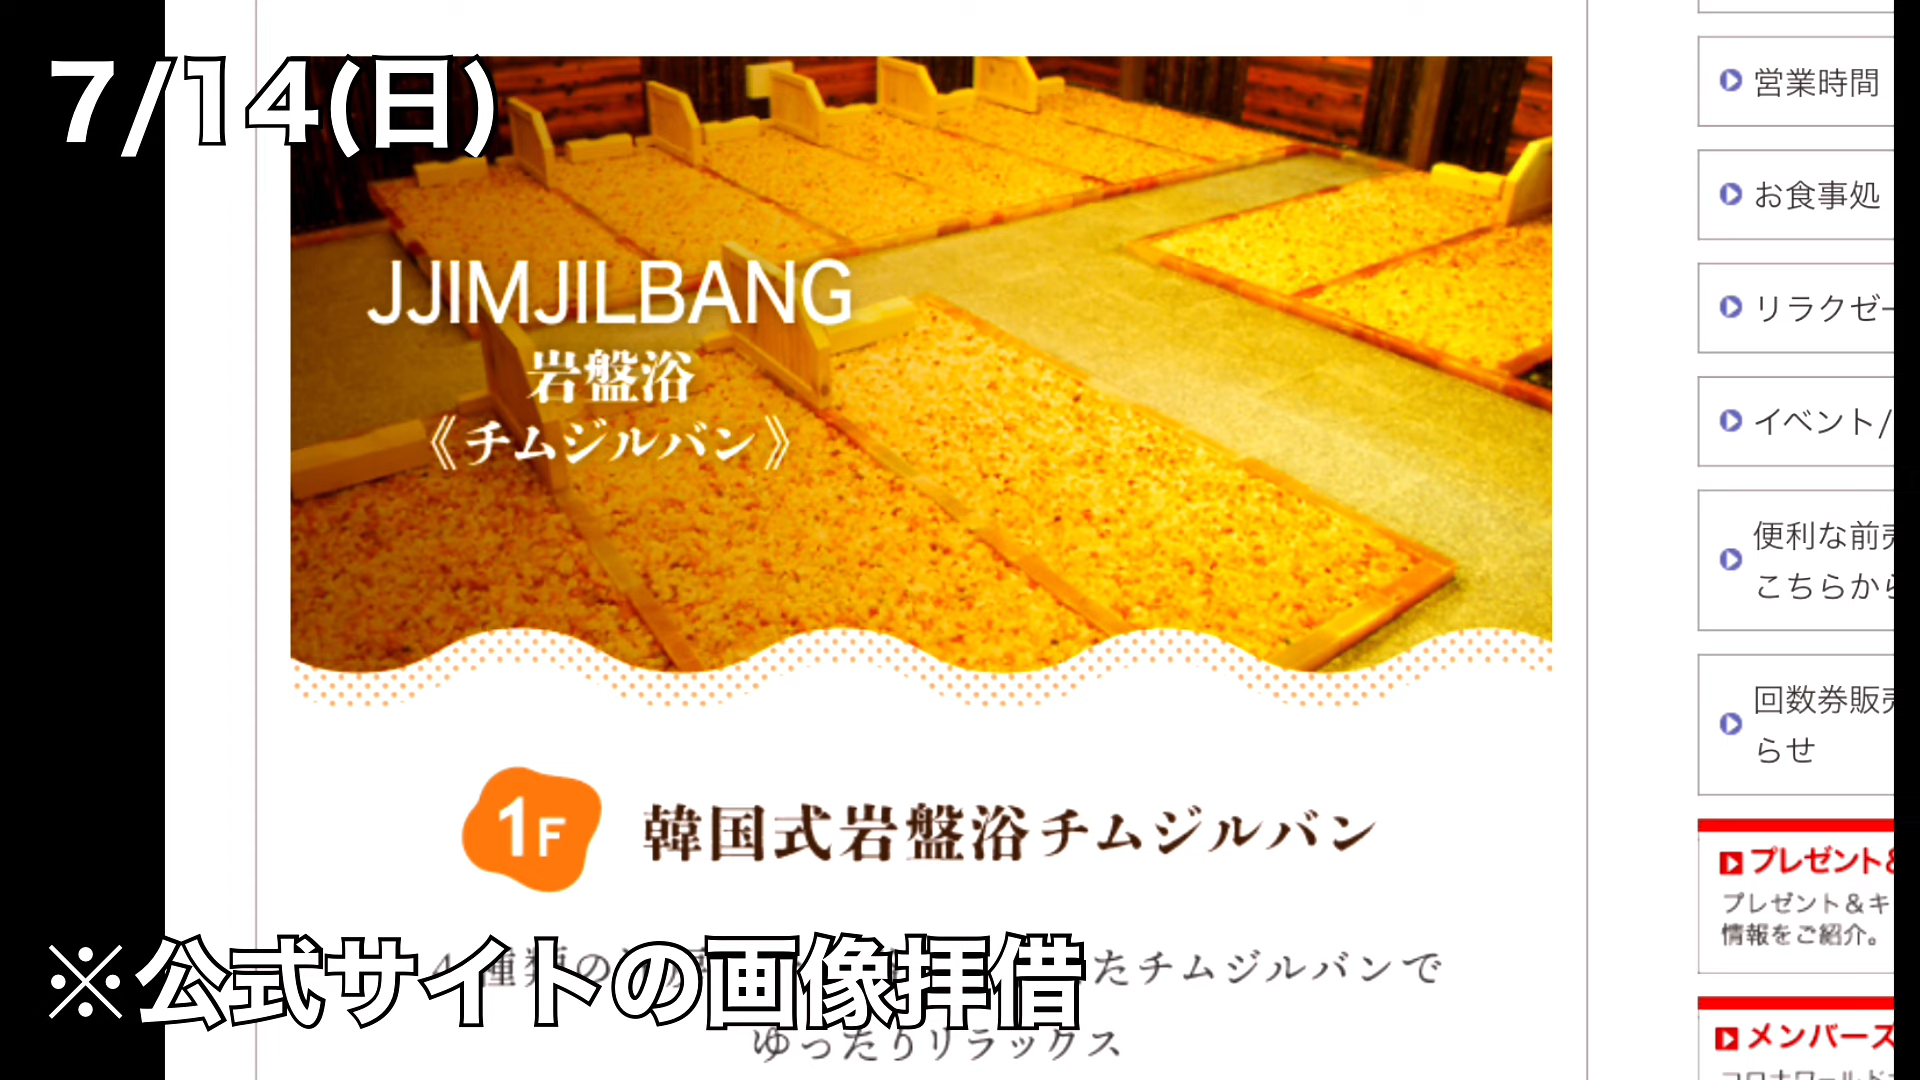 7/14(日)
JJIMJILBANG
岩盤浴
《チムジルバン》
1F
韓国式岩盤浴チムジルバン
たチムジルバンで
ゆったりリラックス
※公式サイトの画像拝借
営業時間
お食事処
リラクゼー
イベント/
便利な前売
こちらから
回数券販売
らせ
プレゼント&
プレゼント&キ
情報をご紹介。
メンバーズ